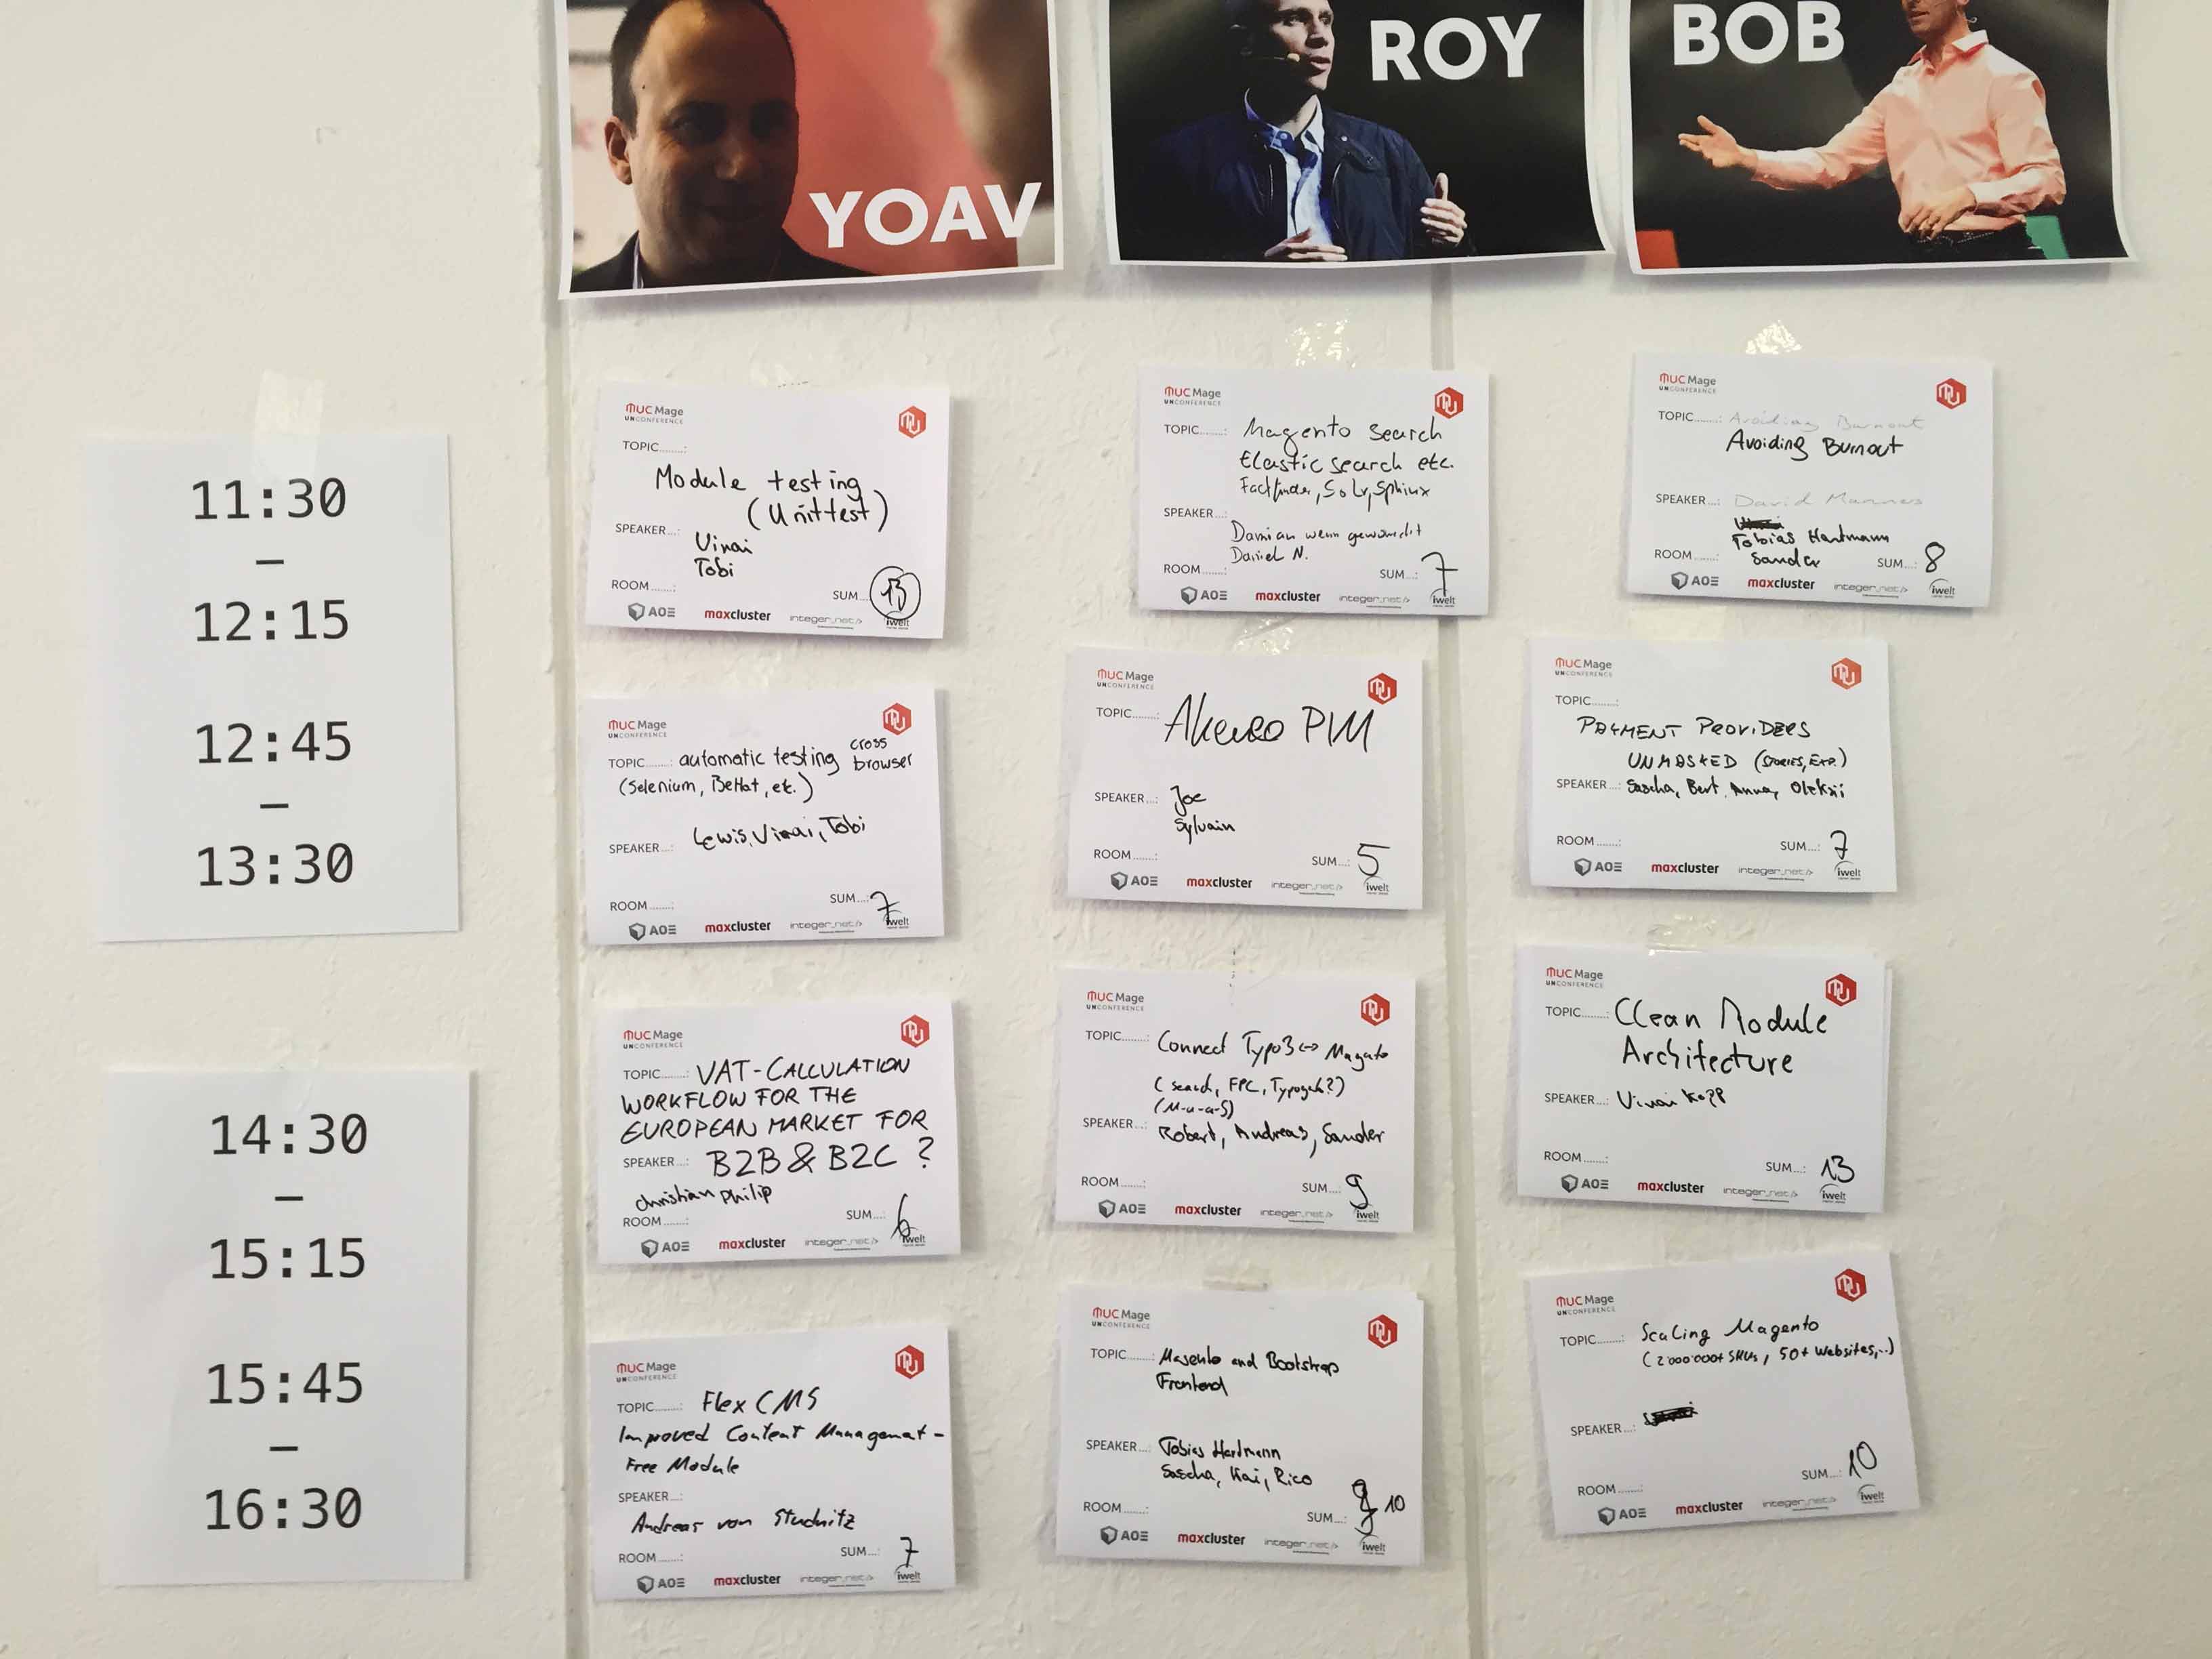 YOAV
ROY
BOB
11:30
–
12:15
12:45
–
13:30
14:30
–
15:15
15:45
–
16:30
MUC Mage
UNCONFERENCE
TOPIC........:
Module testing
(Unittest)
SPEAKER...:
Vinai
Tobi
ROOM.......:
SUM...: 13
AOE maxcluster integer_net/> iwelt
MUC Mage
UNCONFERENCE
TOPIC........: Magento Search
Elasticsearch etc.
Factfinder, Solr, Sphinx
SPEAKER...:
Damian wenn gewünscht
Daniel N.
ROOM.......:
SUM...: 7
AOE maxcluster integer_net/> iwelt
MUC Mage
UNCONFERENCE
TOPIC........: Avoiding Burnout
Avoiding Burnout
SPEAKER...: David Manners
Tobias Hartmann
Sander
ROOM.......:
SUM...: 8
AOE maxcluster integer_net/> iwelt
MUC Mage
UNCONFERENCE
TOPIC........: automatic testing cross browser
(Selenium, BeHat, etc.)
SPEAKER...: Lewis, Vinai, Tobi
ROOM.......:
SUM...: 7
AOE maxcluster integer_net/> iwelt
MUC Mage
UNCONFERENCE
TOPIC........: Akeneo PIM
SPEAKER...: Joe
Sylvain
ROOM.......:
SUM...: 5
AOE maxcluster integer_net/> iwelt
MUC Mage
UNCONFERENCE
TOPIC........:
PAYMENT PROVIDERS
UNMASKED (STORIES, EXP.)
SPEAKER...: Sascha, Bert, Anna, Oleksii
ROOM.......:
SUM...: 7
AOE maxcluster integer_net/> iwelt
MUC Mage
UNCONFERENCE
TOPIC........: VAT-CALCULATION
WORKFLOW FOR THE
EUROPEAN MARKET FOR
B2B & B2C ?
SPEAKER...:
Christian Philip
ROOM.......:
SUM...: 6
AOE maxcluster integer_net/> iwelt
MUC Mage
UNCONFERENCE
TOPIC........: Connect Typo3 <-> Magento
(search, FPC, Typogento?)
(M-u-a-S)
SPEAKER...: Robert, Andreas, Sander
ROOM.......:
SUM...: 9
AOE maxcluster integer_net/> iwelt
MUC Mage
UNCONFERENCE
TOPIC........: Clean Module
Architecture
SPEAKER...: Vinai Kopp
ROOM.......:
SUM...: 13
AOE maxcluster integer_net/> iwelt
MUC Mage
UNCONFERENCE
TOPIC........: Flex CMS
Improved Content Management -
Free Module
SPEAKER...:
Andreas von Studnitz
ROOM.......:
SUM...: 7
AOE maxcluster integer_net/> iwelt
MUC Mage
UNCONFERENCE
TOPIC........: Magento and Bootstrap
Frontend
SPEAKER...: Tobias Hartmann
Sascha, Kai, Rico
ROOM.......:
SUM...: 10
AOE maxcluster integer_net/> iwelt
MUC Mage
UNCONFERENCE
TOPIC........: Scaling Magento
(2'000'000+ SKUs, 50+ Websites,..)
SPEAKER...:
ROOM.......:
SUM...: 10
AOE maxcluster integer_net/> iwelt